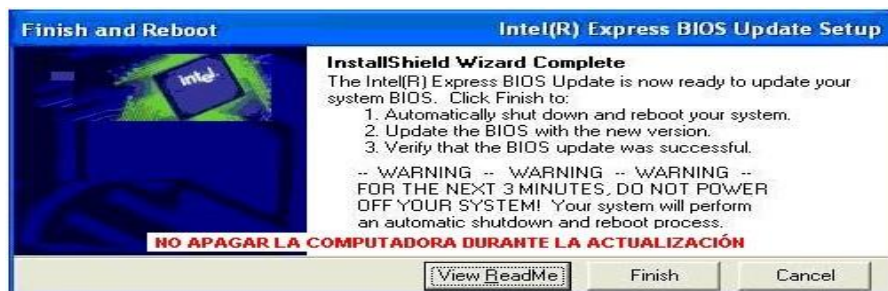 Finish and Reboot
Intel(R) Express BIOS Update Setup
intel
InstallShield Wizard Complete
The Intel(R) Express BIOS Update is now ready to update your
system BIOS. Click Finish to:
1. Automatically shut down and reboot your system.
2. Update the BIOS with the new version.
3. Verify that the BIOS update was successful.
-- WARNING -- WARNING -- WARNING --
FOR THE NEXT 3 MINUTES, DO NOT POWER
OFF YOUR SYSTEM! Your system will perform
an automatic shutdown and reboot process.
NO APAGAR LA COMPUTADORA DURANTE LA ACTUALIZACIÓN
View ReadMe
Finish
Cancel